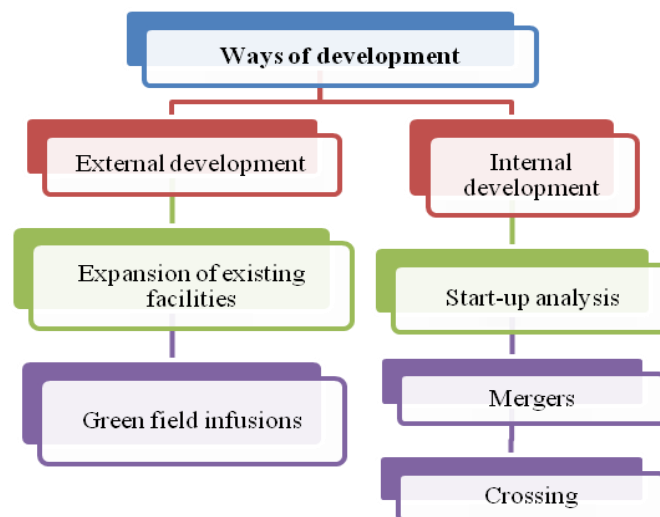 Ways of development
External development
Internal
development
Expansion of existing
facilities
Start-up analysis
Green field infusions
Mergers
Crossing